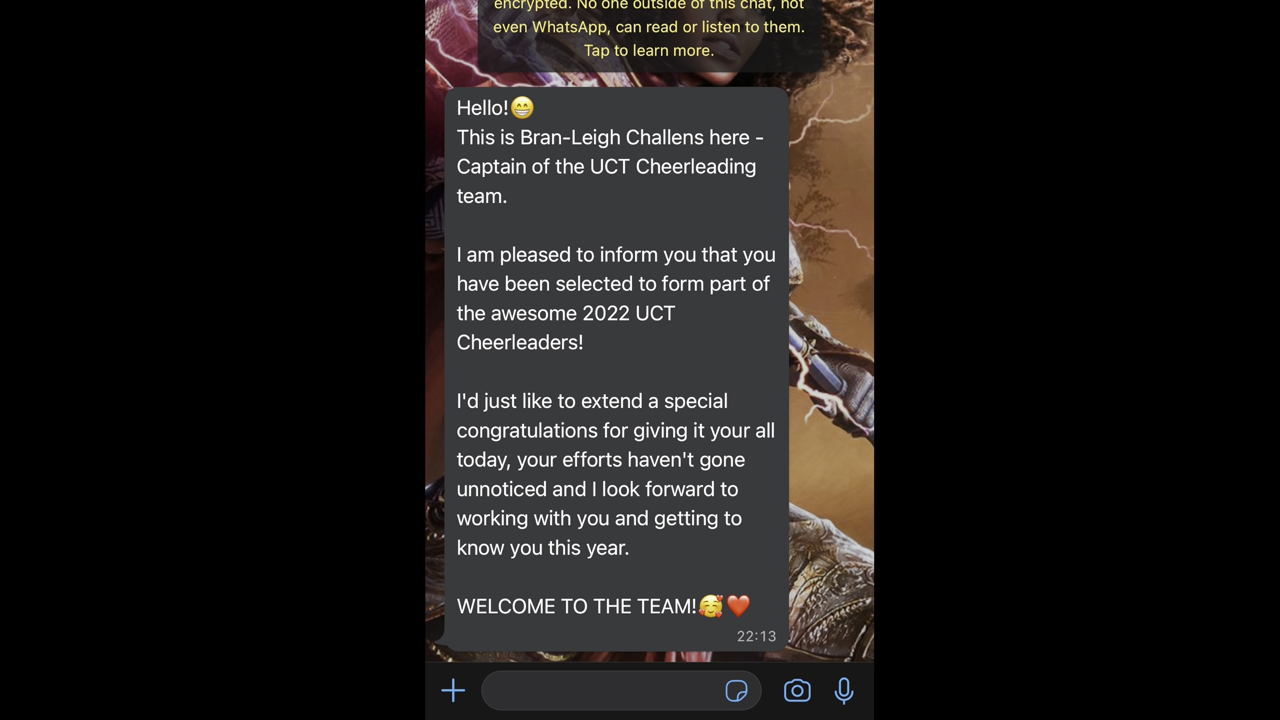 encrypted. No one outside of this chat, not
even WhatsApp, can read or listen to them.
Tap to learn more.
Hello!😁
This is Bran-Leigh Challens here -
Captain of the UCT Cheerleading
team.
I am pleased to inform you that you
have been selected to form part of
the awesome 2022 UCT
Cheerleaders!
I'd just like to extend a special
congratulations for giving it your all
today, your efforts haven't gone
unnoticed and I look forward to
working with you and getting to
know you this year.
WELCOME TO THE TEAM!🥰❤️
22:13